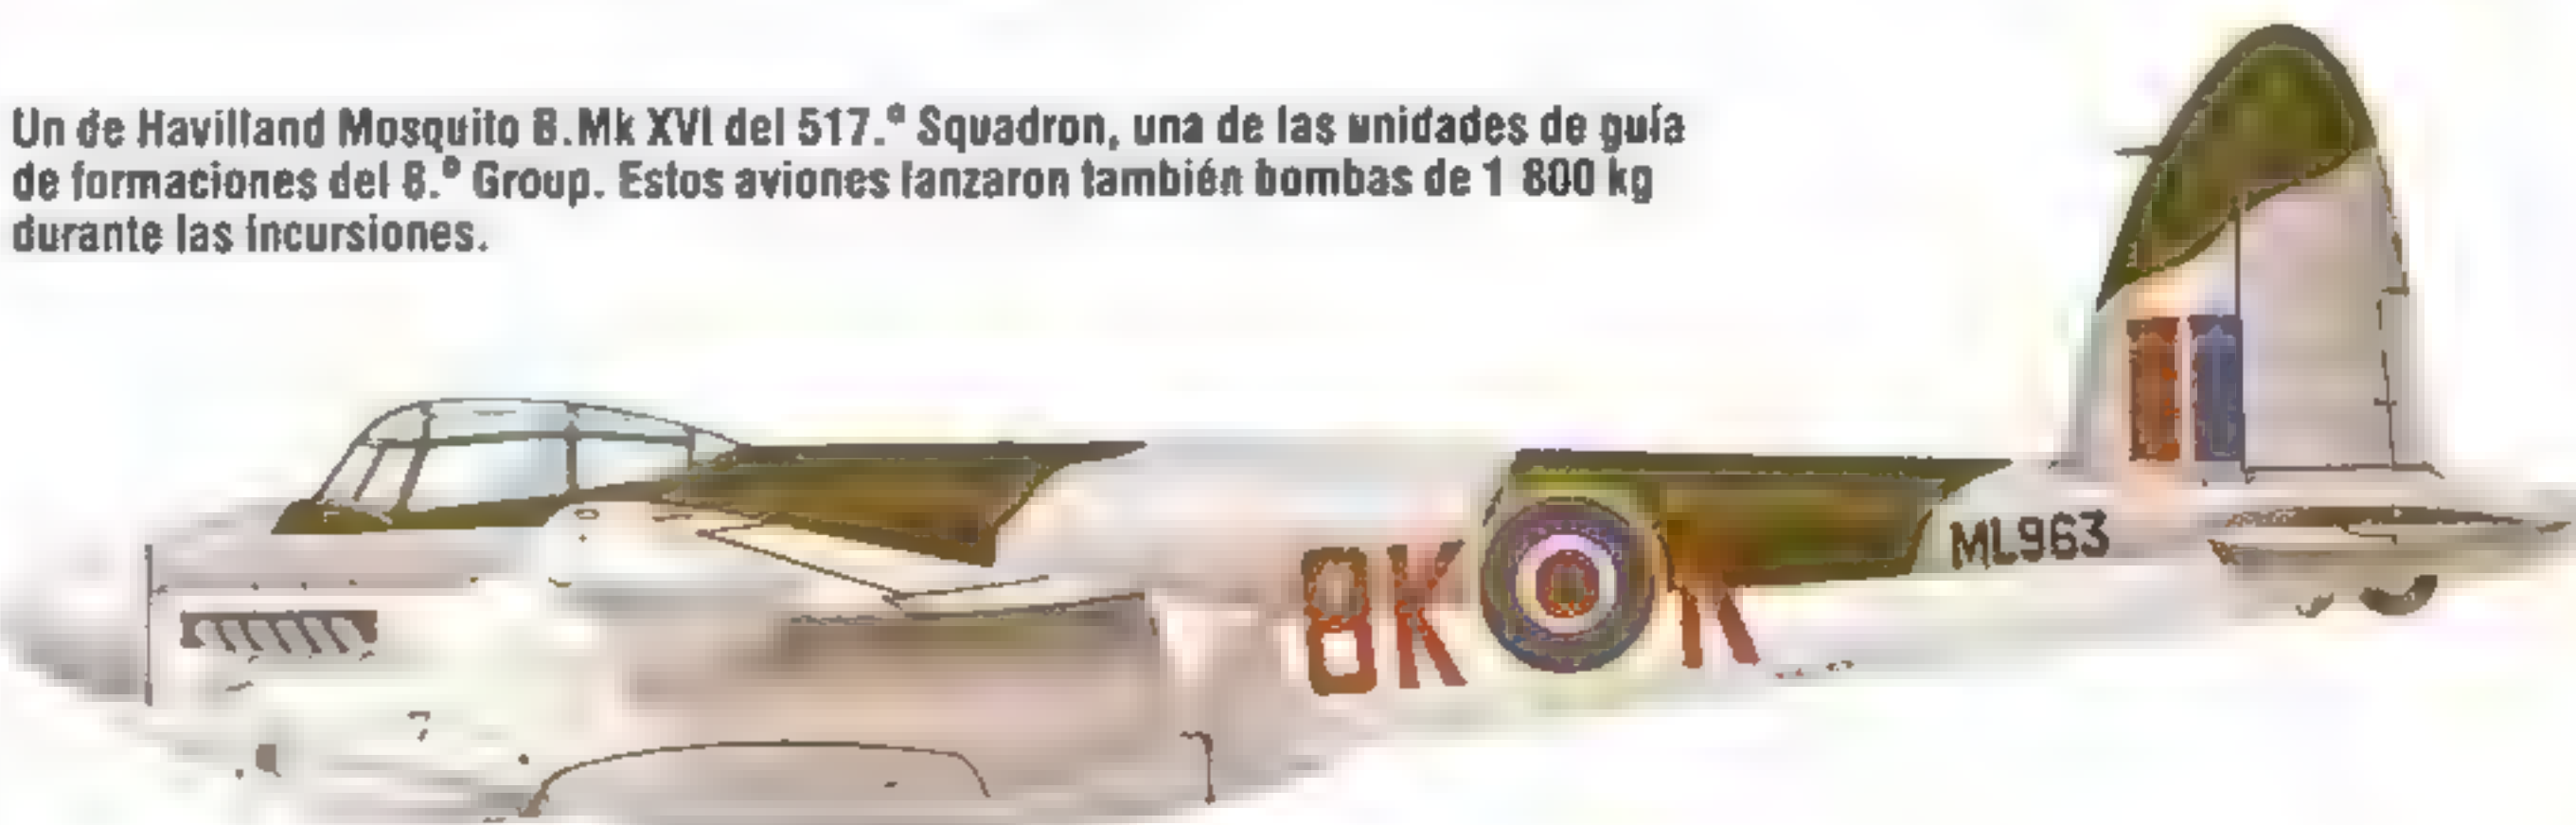 Un de Havilland Mosquito B.Mk XVI del 517.º Squadron, una de las unidades de guía
de formaciones del 8.º Group. Estos aviones lanzaron también bombas de 1 800 kg
durante las incursiones.
8K K ML963